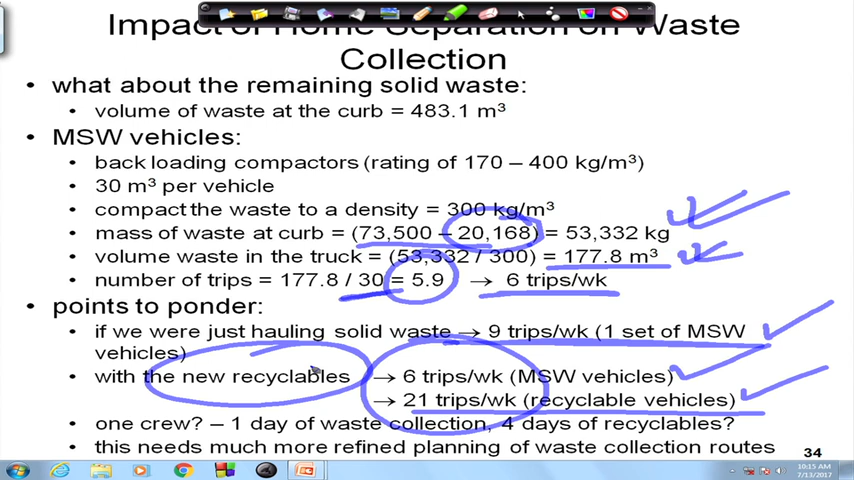 Impact of Home Separation on Waste
Collection
• what about the remaining solid waste:
• volume of waste at the curb = 483.1 m³
• MSW vehicles:
• back loading compactors (rating of 170 – 400 kg/m³)
• 30 m³ per vehicle
• compact the waste to a density = 300 kg/m³
• mass of waste at curb = (73,500 – 20,168) = 53,332 kg
• volume waste in the truck = (53,332 / 300) = 177.8 m³
• number of trips = 177.8 / 30 = 5.9 → 6 trips/wk
• points to ponder:
• if we were just hauling solid waste → 9 trips/wk (1 set of MSW
vehicles)
• with the new recyclables → 6 trips/wk (MSW vehicles)
→ 21 trips/wk (recyclable vehicles)
• one crew? – 1 day of waste collection, 4 days of recyclables?
• this needs much more refined planning of waste collection routes
34
10:15 AM
7/13/2017